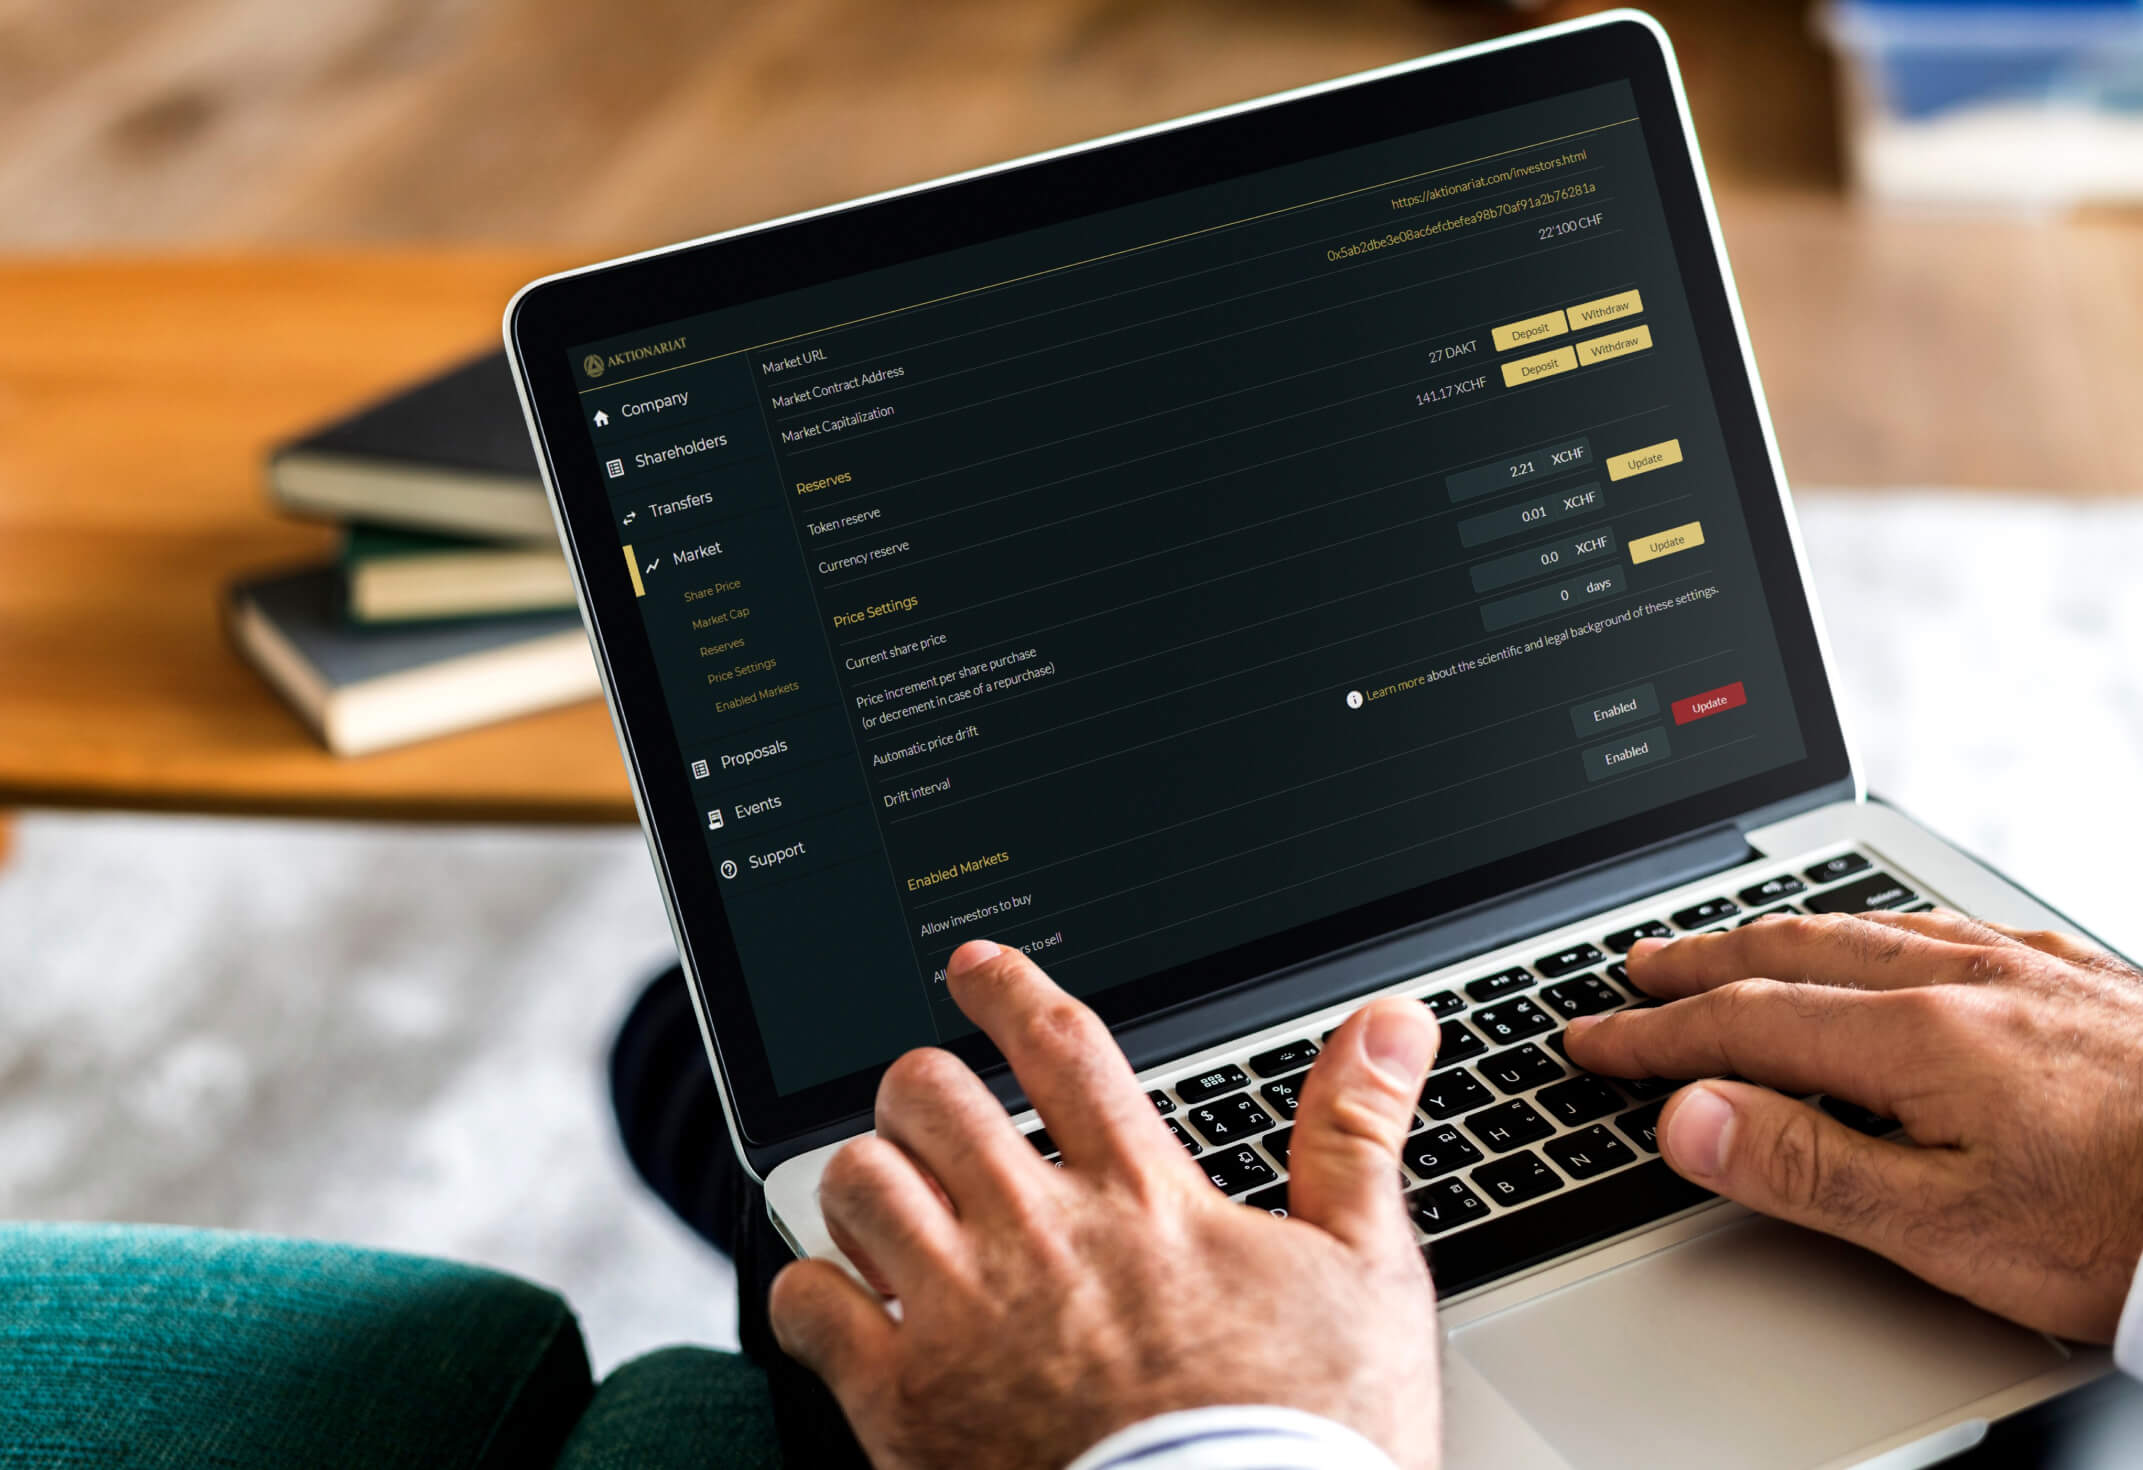 AKTIONARIAT
Company
Shareholders
Transfers
Market
Share Price
Market Cap
Reserves
Price Settings
Enabled Markets
Proposals
Events
Support
Market URL https://aktionariat.com/investors.html
Market Contract Address 0x5ab2dbe3e08ac6efcbefea98b70af91a2b76281a
Market Capitalization 22'100 CHF
Reserves
Token reserve 27 DAKT Deposit Withdraw
Currency reserve 141.17 XCHF Deposit Withdraw
Price Settings
Current share price 2.21 XCHF Update
Price increment per share purchase 0.01 XCHF
(or decrement in case of a repurchase)
Automatic price drift 0.0 XCHF Update
Drift interval 0 days
Learn more about the scientific and legal background of these settings.
Enabled Markets
Allow investors to buy Enabled Update
to sell Enabled
delete
$
4
%
5
*
8
9
E
Y
U
D
G
H
J
V
B
N